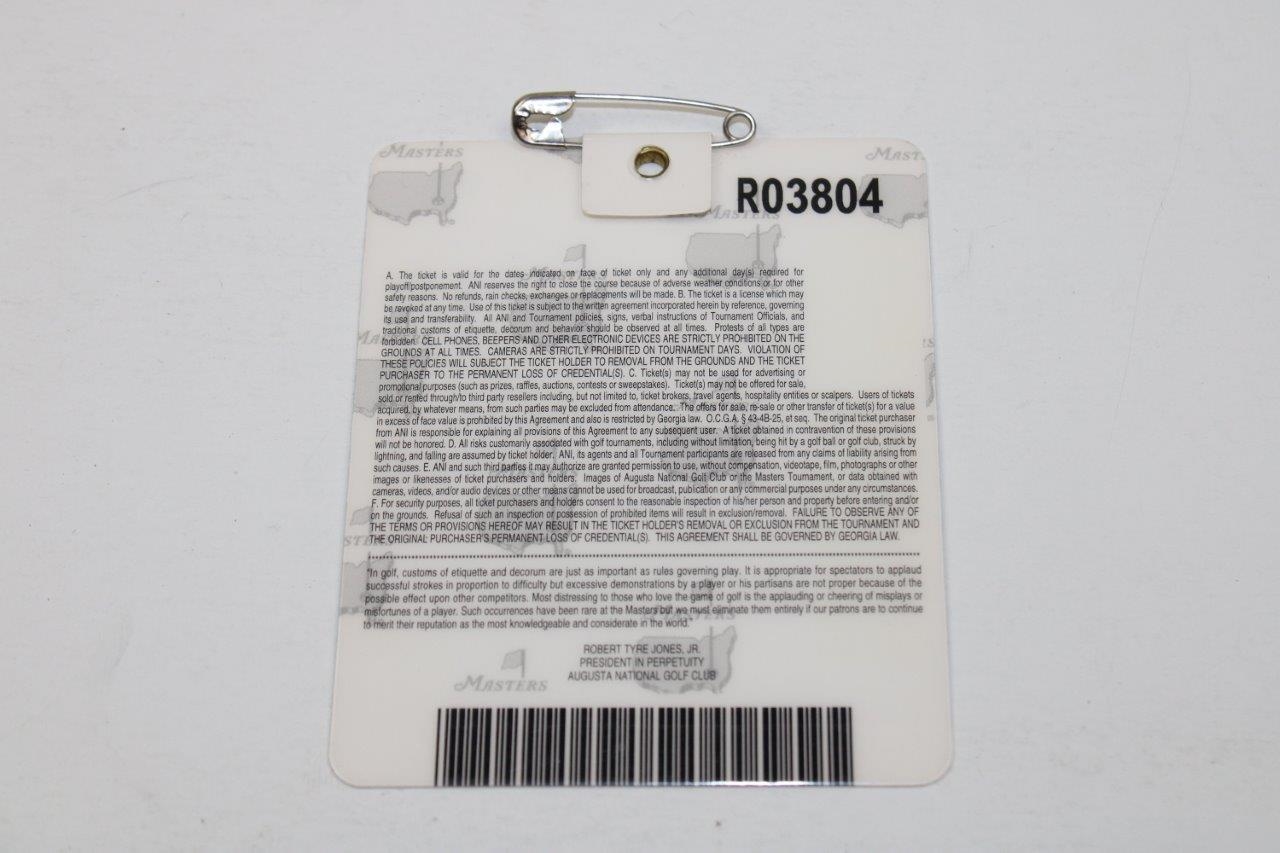 MASTERS
MAST
R03804
MASTERS
A. The ticket is valid for the dates indicated on face of ticket only and any additional day(s) required for
playoff/postponement. ANI reserves the right to close the course because of adverse weather conditions or for other
safety reasons. No refunds, rain checks, exchanges or replacements will be made. B. The ticket is a license which may
be revoked at any time. Use of this ticket is subject to the written agreement incorporated herein by reference, governing
its use and transferability. All ANI and Tournament policies, signs, verbal instructions of Tournament Officials, and
traditional customs of etiquette, decorum and behavior should be observed at all times. Protests of all types are
forbidden. CELL PHONES, BEEPERS AND OTHER ELECTRONIC DEVICES ARE STRICTLY PROHIBITED ON THE
GROUNDS AT ALL TIMES. CAMERAS ARE STRICTLY PROHIBITED ON TOURNAMENT DAYS. VIOLATION OF
THESE POLICIES WILL SUBJECT THE TICKET HOLDER TO REMOVAL FROM THE GROUNDS AND THE TICKET
PURCHASER TO THE PERMANENT LOSS OF CREDENTIAL(S). C. Ticket(s) may not be used for advertising or
promotional purposes (such as prizes, raffles, auctions, contests or sweepstakes). Ticket(s) may not be offered for sale,
sold or rented through/to third party resellers including, but not limited to, ticket brokers, travel agents, hospitality entities or scalpers. Users of tickets
acquired, by whatever means, from such parties may be excluded from attendance. The offers for sale, re-sale or other transfer of ticket(s) for a value
in excess of face value is prohibited by this Agreement and also is restricted by Georgia law. O.C.G.A. § 43-4B-25, et seq. The original ticket purchaser
from ANI is responsible for explaining all provisions of this Agreement to any subsequent user. A ticket obtained in contravention of these provisions
will not be honored. D. All risks customarily associated with golf tournaments, including without limitation, being hit by a golf ball or golf club, struck by
lightning, and falling are assumed by ticket holder. ANI, its agents and all Tournament participants are released from any claims of liability arising from
such causes. E. ANI and such third parties it may authorize are granted permission to use, without compensation, videotape, film, photographs or other
images or likenesses of ticket purchasers and holders. Images of Augusta National Golf Club or the Masters Tournament, or data obtained with
cameras, videos, and/or audio devices or other means cannot be used for broadcast, publication or any commercial purposes under any circumstances.
F. For security purposes, all ticket purchasers and holders consent to the reasonable inspection of his/her person and property before entering and/or
on the grounds. Refusal of such an inspection or possession of prohibited items will result in exclusion/removal. FAILURE TO OBSERVE ANY OF
THE TERMS OR PROVISIONS HEREOF MAY RESULT IN THE TICKET HOLDER'S REMOVAL OR EXCLUSION FROM THE TOURNAMENT AND
THE ORIGINAL PURCHASER'S PERMANENT LOSS OF CREDENTIAL(S). THIS AGREEMENT SHALL BE GOVERNED BY GEORGIA LAW.
"In golf, customs of etiquette and decorum are just as important as rules governing play. It is appropriate for spectators to applaud
successful strokes in proportion to difficulty but excessive demonstrations by a player or his partisans are not proper because of the
possible effect upon other competitors. Most distressing to those who love the game of golf is the applauding or cheering of misplays or
misfortunes of a player. Such occurrences have been rare at the Masters but we must eliminate them entirely if our patrons are to continue
to merit their reputation as the most knowledgeable and considerate in the world."
ROBERT TYRE JONES, JR.
PRESIDENT IN PERPETUITY
AUGUSTA NATIONAL GOLF CLUB
MASTERS